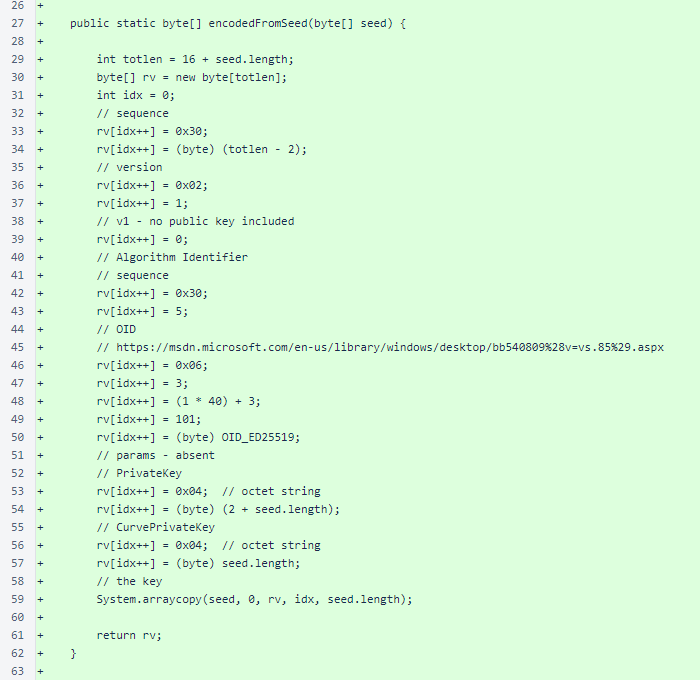 26 +
27 + public static byte[] encodedFromSeed(byte[] seed) {
28 +
29 + int totlen = 16 + seed.length;
30 + byte[] rv = new byte[totlen];
31 + int idx = 0;
32 + // sequence
33 + rv[idx++] = 0x30;
34 + rv[idx++] = (byte) (totlen - 2);
35 + // version
36 + rv[idx++] = 0x02;
37 + rv[idx++] = 1;
38 + // v1 - no public key included
39 + rv[idx++] = 0;
40 + // Algorithm Identifier
41 + // sequence
42 + rv[idx++] = 0x30;
43 + rv[idx++] = 5;
44 + // OID
45 + // https://msdn.microsoft.com/en-us/library/windows/desktop/bb540809%28v=vs.85%29.aspx
46 + rv[idx++] = 0x06;
47 + rv[idx++] = 3;
48 + rv[idx++] = (1 * 40) + 3;
49 + rv[idx++] = 101;
50 + rv[idx++] = (byte) OID_ED25519;
51 + // params - absent
52 + // PrivateKey
53 + rv[idx++] = 0x04;  // octet string
54 + rv[idx++] = (byte) (2 + seed.length);
55 + // CurvePrivateKey
56 + rv[idx++] = 0x04;  // octet string
57 + rv[idx++] = (byte) seed.length;
58 + // the key
59 + System.arraycopy(seed, 0, rv, idx, seed.length);
60 +
61 + return rv;
62 + }
63 +